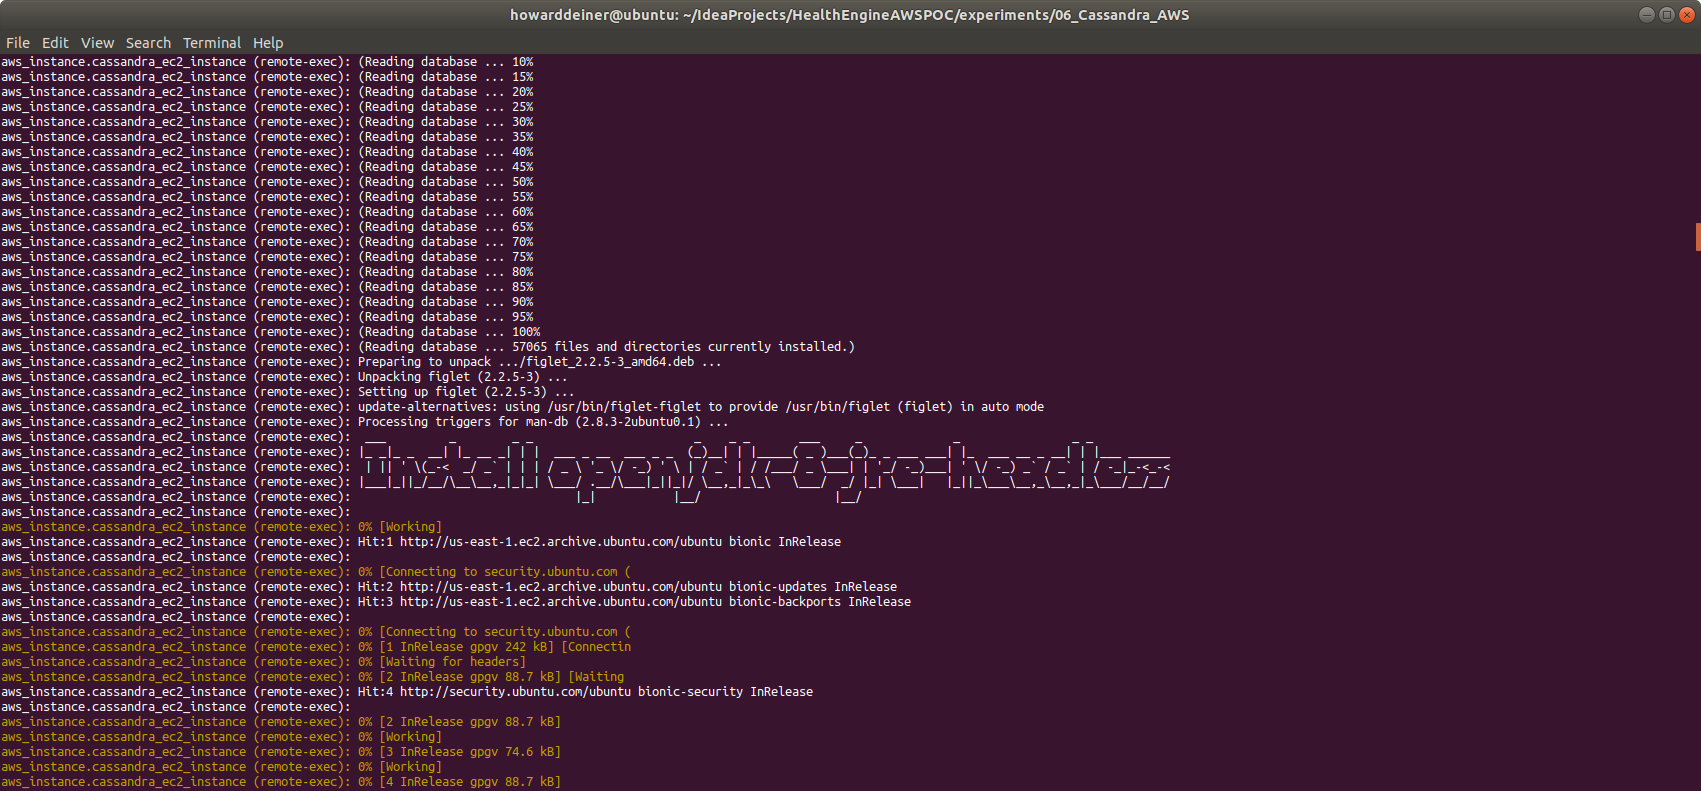 howarddeiner@ubuntu: ~/IdeaProjects/HealthEngineAWSPOC/experiments/06_Cassandra_AWS
File Edit View Search Terminal Help
aws_instance.cassandra_ec2_instance (remote-exec): (Reading database ... 10%
aws_instance.cassandra_ec2_instance (remote-exec): (Reading database ... 15%
aws_instance.cassandra_ec2_instance (remote-exec): (Reading database ... 20%
aws_instance.cassandra_ec2_instance (remote-exec): (Reading database ... 25%
aws_instance.cassandra_ec2_instance (remote-exec): (Reading database ... 30%
aws_instance.cassandra_ec2_instance (remote-exec): (Reading database ... 35%
aws_instance.cassandra_ec2_instance (remote-exec): (Reading database ... 40%
aws_instance.cassandra_ec2_instance (remote-exec): (Reading database ... 45%
aws_instance.cassandra_ec2_instance (remote-exec): (Reading database ... 50%
aws_instance.cassandra_ec2_instance (remote-exec): (Reading database ... 55%
aws_instance.cassandra_ec2_instance (remote-exec): (Reading database ... 60%
aws_instance.cassandra_ec2_instance (remote-exec): (Reading database ... 65%
aws_instance.cassandra_ec2_instance (remote-exec): (Reading database ... 70%
aws_instance.cassandra_ec2_instance (remote-exec): (Reading database ... 75%
aws_instance.cassandra_ec2_instance (remote-exec): (Reading database ... 80%
aws_instance.cassandra_ec2_instance (remote-exec): (Reading database ... 85%
aws_instance.cassandra_ec2_instance (remote-exec): (Reading database ... 90%
aws_instance.cassandra_ec2_instance (remote-exec): (Reading database ... 95%
aws_instance.cassandra_ec2_instance (remote-exec): (Reading database ... 100%
aws_instance.cassandra_ec2_instance (remote-exec): (Reading database ... 57065 files and directories currently installed.)
aws_instance.cassandra_ec2_instance (remote-exec): Preparing to unpack .../figlet_2.2.5-3_amd64.deb ...
aws_instance.cassandra_ec2_instance (remote-exec): Unpacking figlet (2.2.5-3) ...
aws_instance.cassandra_ec2_instance (remote-exec): Setting up figlet (2.2.5-3) ...
aws_instance.cassandra_ec2_instance (remote-exec): update-alternatives: using /usr/bin/figlet-figlet to provide /usr/bin/figlet (figlet) in auto mode
aws_instance.cassandra_ec2_instance (remote-exec): Processing triggers for man-db (2.8.3-2ubuntu0.1) ...
aws_instance.cassandra_ec2_instance (remote-exec):
aws_instance.cassandra_ec2_instance (remote-exec):
aws_instance.cassandra_ec2_instance (remote-exec): Install openjdk-8-jre-headless
aws_instance.cassandra_ec2_instance (remote-exec):
aws_instance.cassandra_ec2_instance (remote-exec):
aws_instance.cassandra_ec2_instance (remote-exec):
aws_instance.cassandra_ec2_instance (remote-exec): 0% [Working]
aws_instance.cassandra_ec2_instance (remote-exec): Hit:1 http://us-east-1.ec2.archive.ubuntu.com/ubuntu bionic InRelease
aws_instance.cassandra_ec2_instance (remote-exec):
aws_instance.cassandra_ec2_instance (remote-exec): 0% [Connecting to security.ubuntu.com (
aws_instance.cassandra_ec2_instance (remote-exec): Hit:2 http://us-east-1.ec2.archive.ubuntu.com/ubuntu bionic-updates InRelease
aws_instance.cassandra_ec2_instance (remote-exec): Hit:3 http://us-east-1.ec2.archive.ubuntu.com/ubuntu bionic-backports InRelease
aws_instance.cassandra_ec2_instance (remote-exec):
aws_instance.cassandra_ec2_instance (remote-exec): 0% [Connecting to security.ubuntu.com (
aws_instance.cassandra_ec2_instance (remote-exec): 0% [1 InRelease gpgv 242 kB] [Connectin
aws_instance.cassandra_ec2_instance (remote-exec): 0% [Waiting for headers]
aws_instance.cassandra_ec2_instance (remote-exec): 0% [2 InRelease gpgv 88.7 kB] [Waiting
aws_instance.cassandra_ec2_instance (remote-exec): Hit:4 http://security.ubuntu.com/ubuntu bionic-security InRelease
aws_instance.cassandra_ec2_instance (remote-exec):
aws_instance.cassandra_ec2_instance (remote-exec): 0% [2 InRelease gpgv 88.7 kB]
aws_instance.cassandra_ec2_instance (remote-exec): 0% [Working]
aws_instance.cassandra_ec2_instance (remote-exec): 0% [3 InRelease gpgv 74.6 kB]
aws_instance.cassandra_ec2_instance (remote-exec): 0% [Working]
aws_instance.cassandra_ec2_instance (remote-exec): 0% [4 InRelease gpgv 88.7 kB]